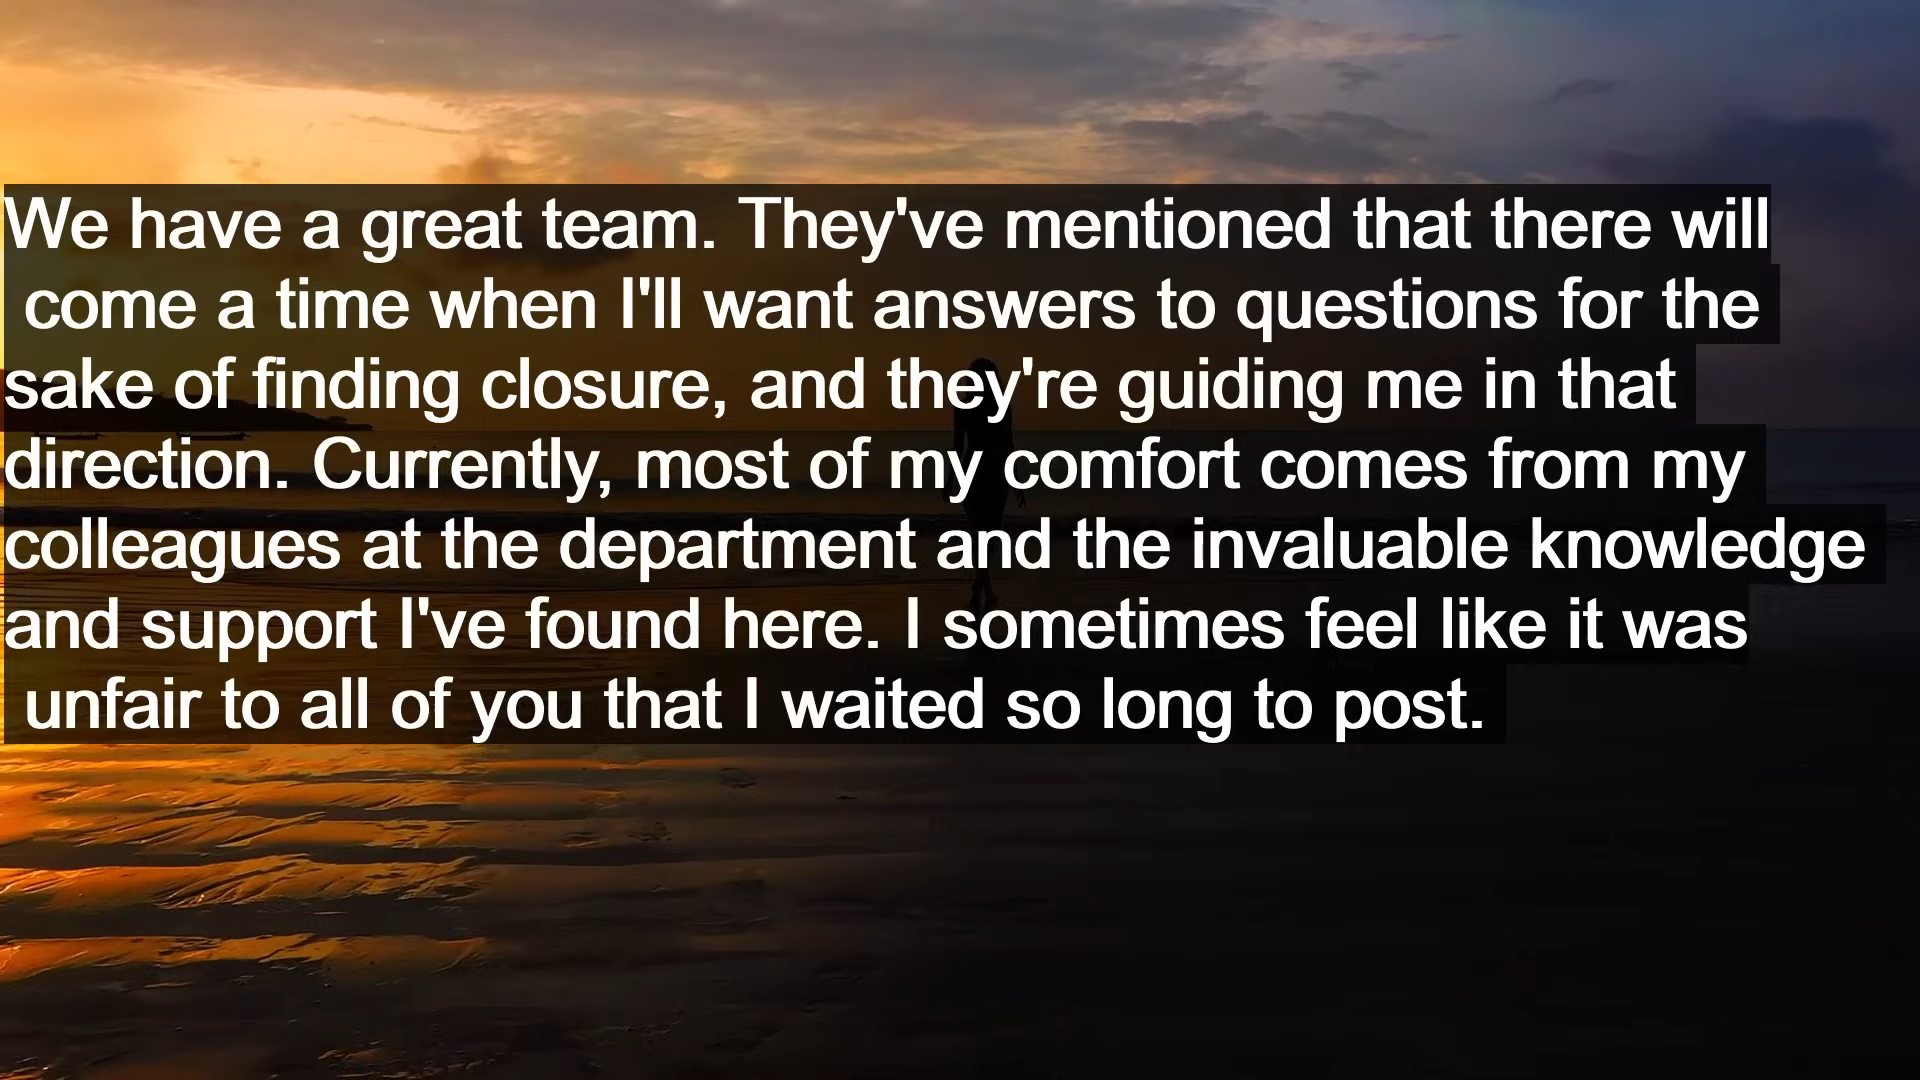 We have a great team. They've mentioned that there will
come a time when I'll want answers to questions for the
sake of finding closure, and they're guiding me in that
direction. Currently, most of my comfort comes from my
colleagues at the department and the invaluable knowledge
and support I've found here. I sometimes feel like it was
unfair to all of you that I waited so long to post.